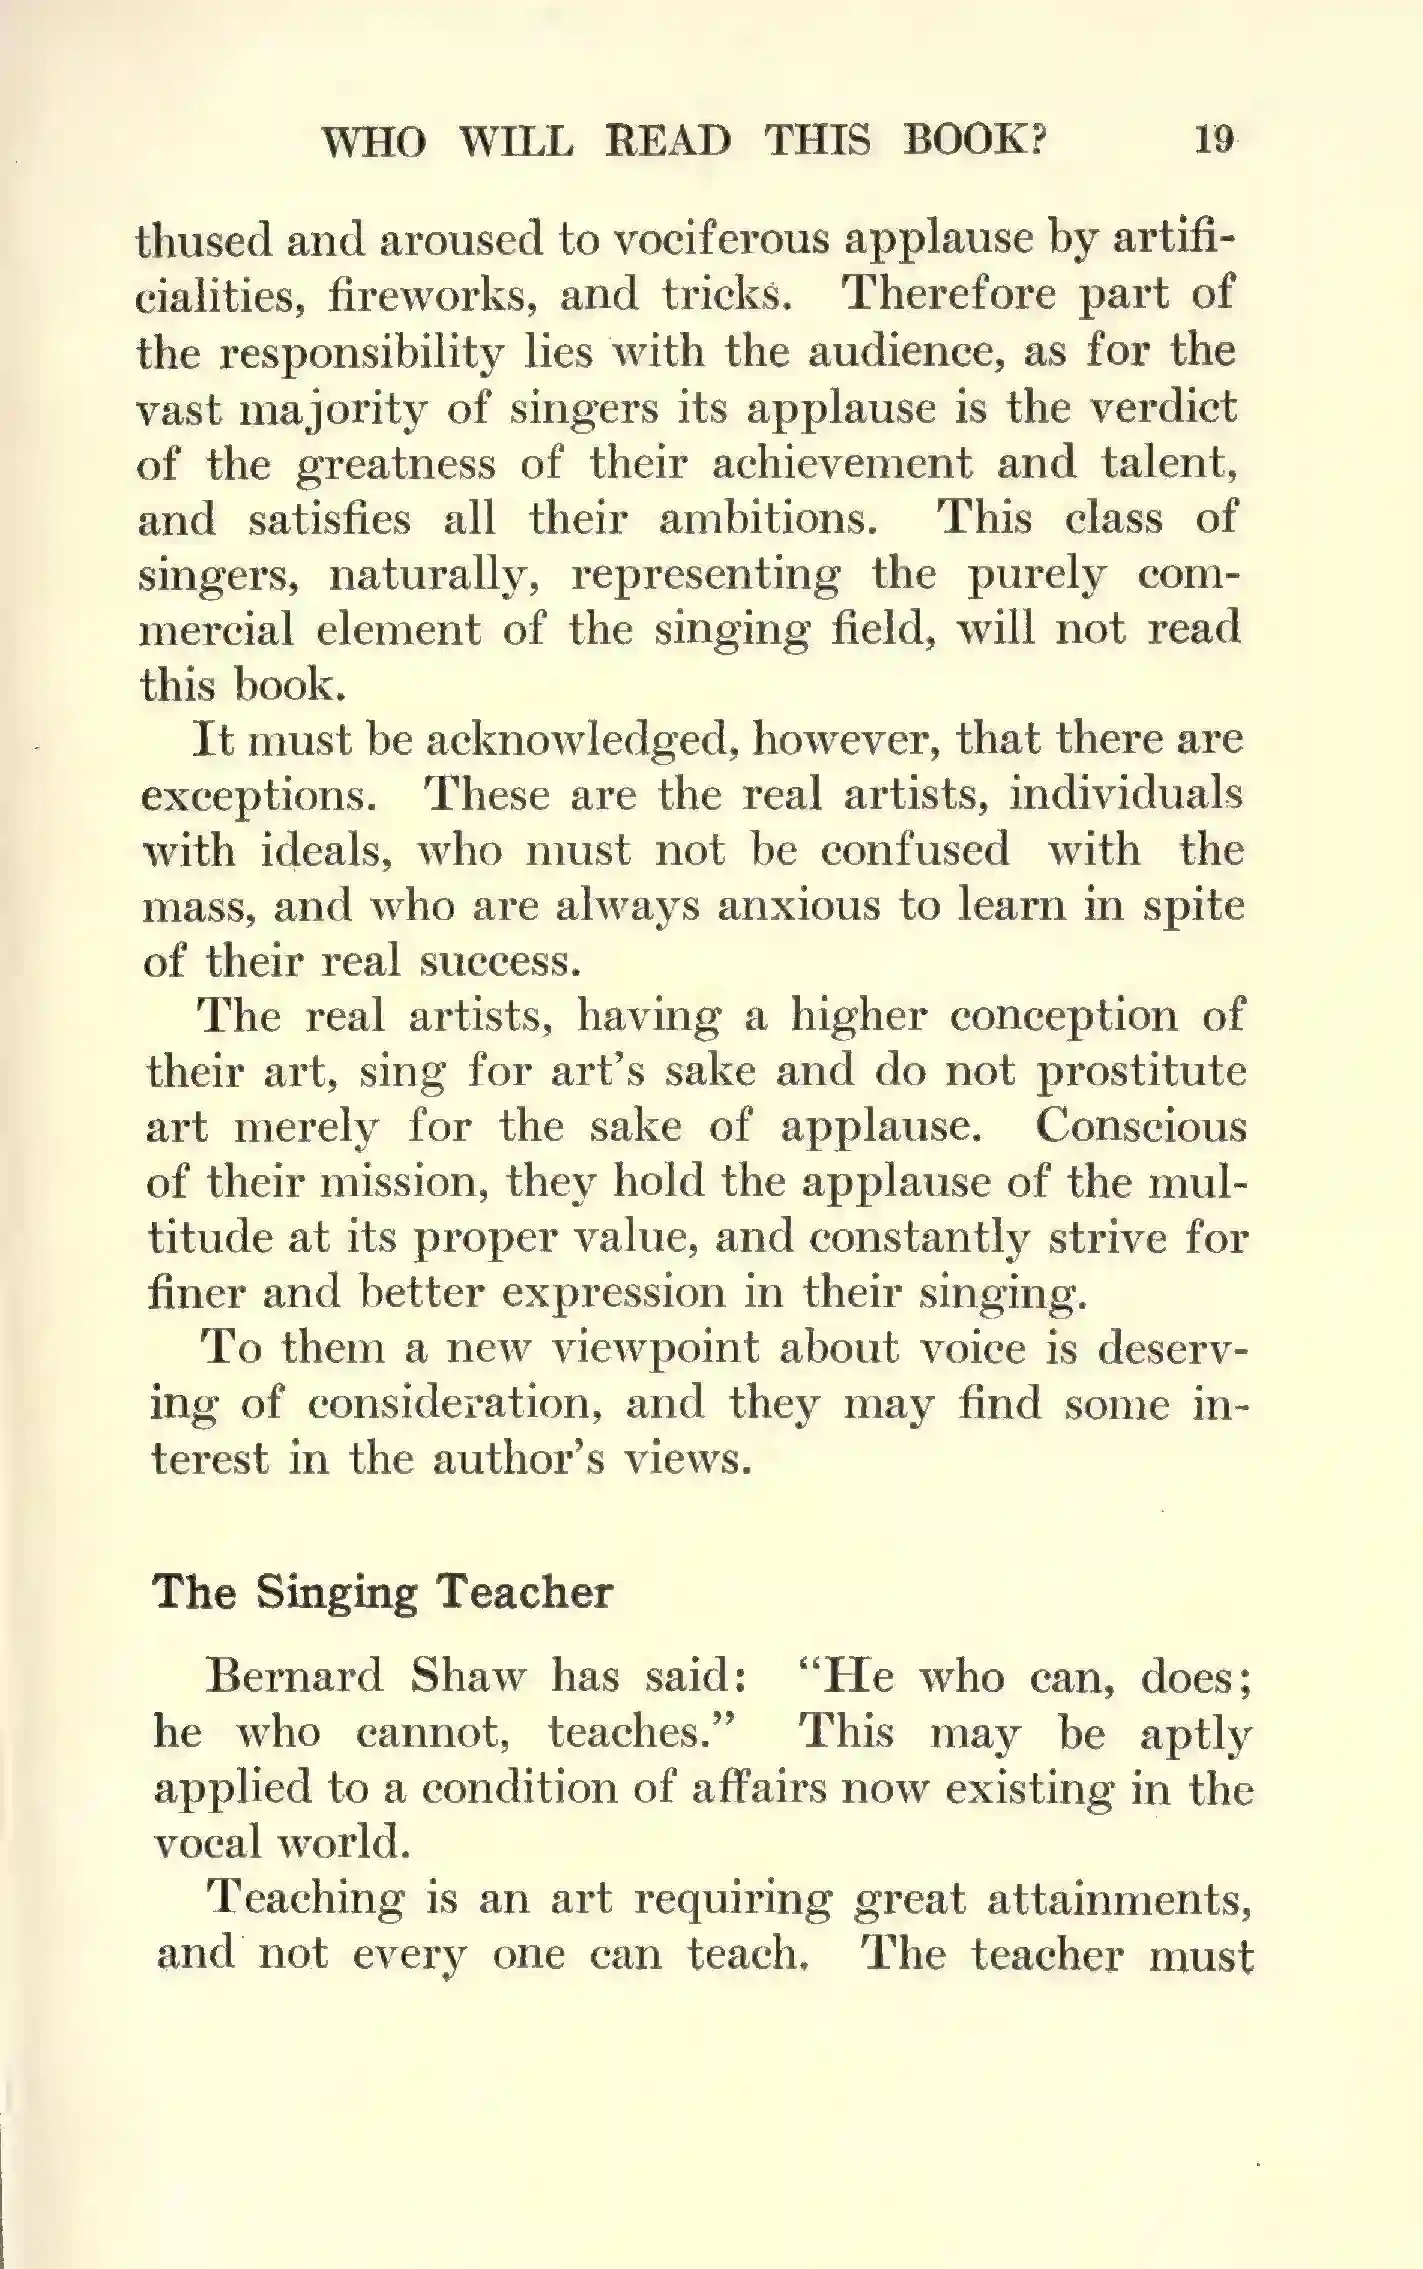 WHO WILL READ THIS BOOK? 19
thused and aroused to vociferous applause by artifi-
cialities, fireworks, and tricks. Therefore part of
the responsibility lies with the audience, as for the
vast majority of singers its applause is the verdict
of the greatness of their achievement and talent,
and satisfies all their ambitions. This class of
singers, naturally, representing the purely com-
mercial element of the singing field, will not read
this book.
It must be acknowledged, however, that there are
exceptions. These are the real artists, individuals
with ideals, who must not be confused with the
mass, and who are always anxious to learn in spite
of their real success.
The real artists, having a higher conception of
their art, sing for art's sake and do not prostitute
art merely for the sake of applause. Conscious
of their mission, they hold the applause of the mul-
titude at its proper value, and constantly strive for
finer and better expression in their singing.
To them a new viewpoint about voice is deserv-
ing of consideration, and they may find some in-
terest in the author's views.
The Singing Teacher
Bernard Shaw has said: "He who can, does;
he who cannot, teaches." This may be aptly
applied to a condition of affairs now existing in the
vocal world.
Teaching is an art requiring great attainments,
and not every one can teach. The teacher must